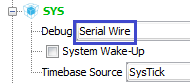 SYS
Debug Serial Wire
System Wake-Up
Timebase Source SysTick